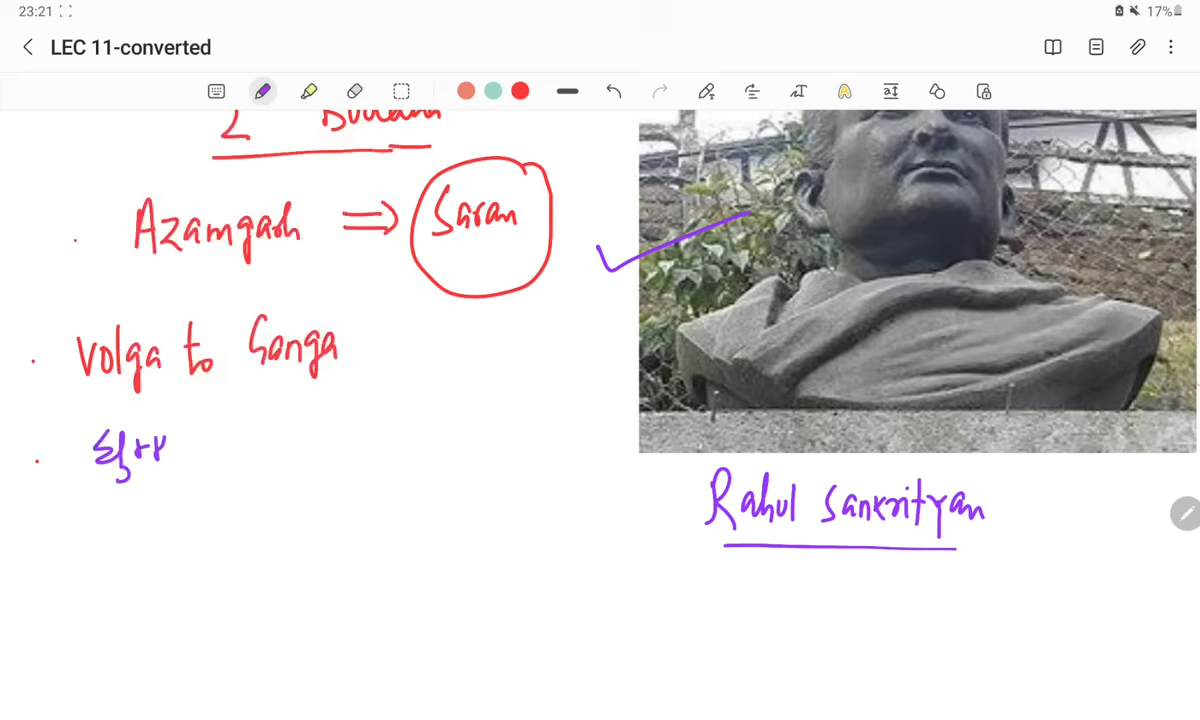 23:21
17%
LEC 11-converted
Azamgarh ⇒ Saran
. Volga to Ganga
Rahul Sankrityan